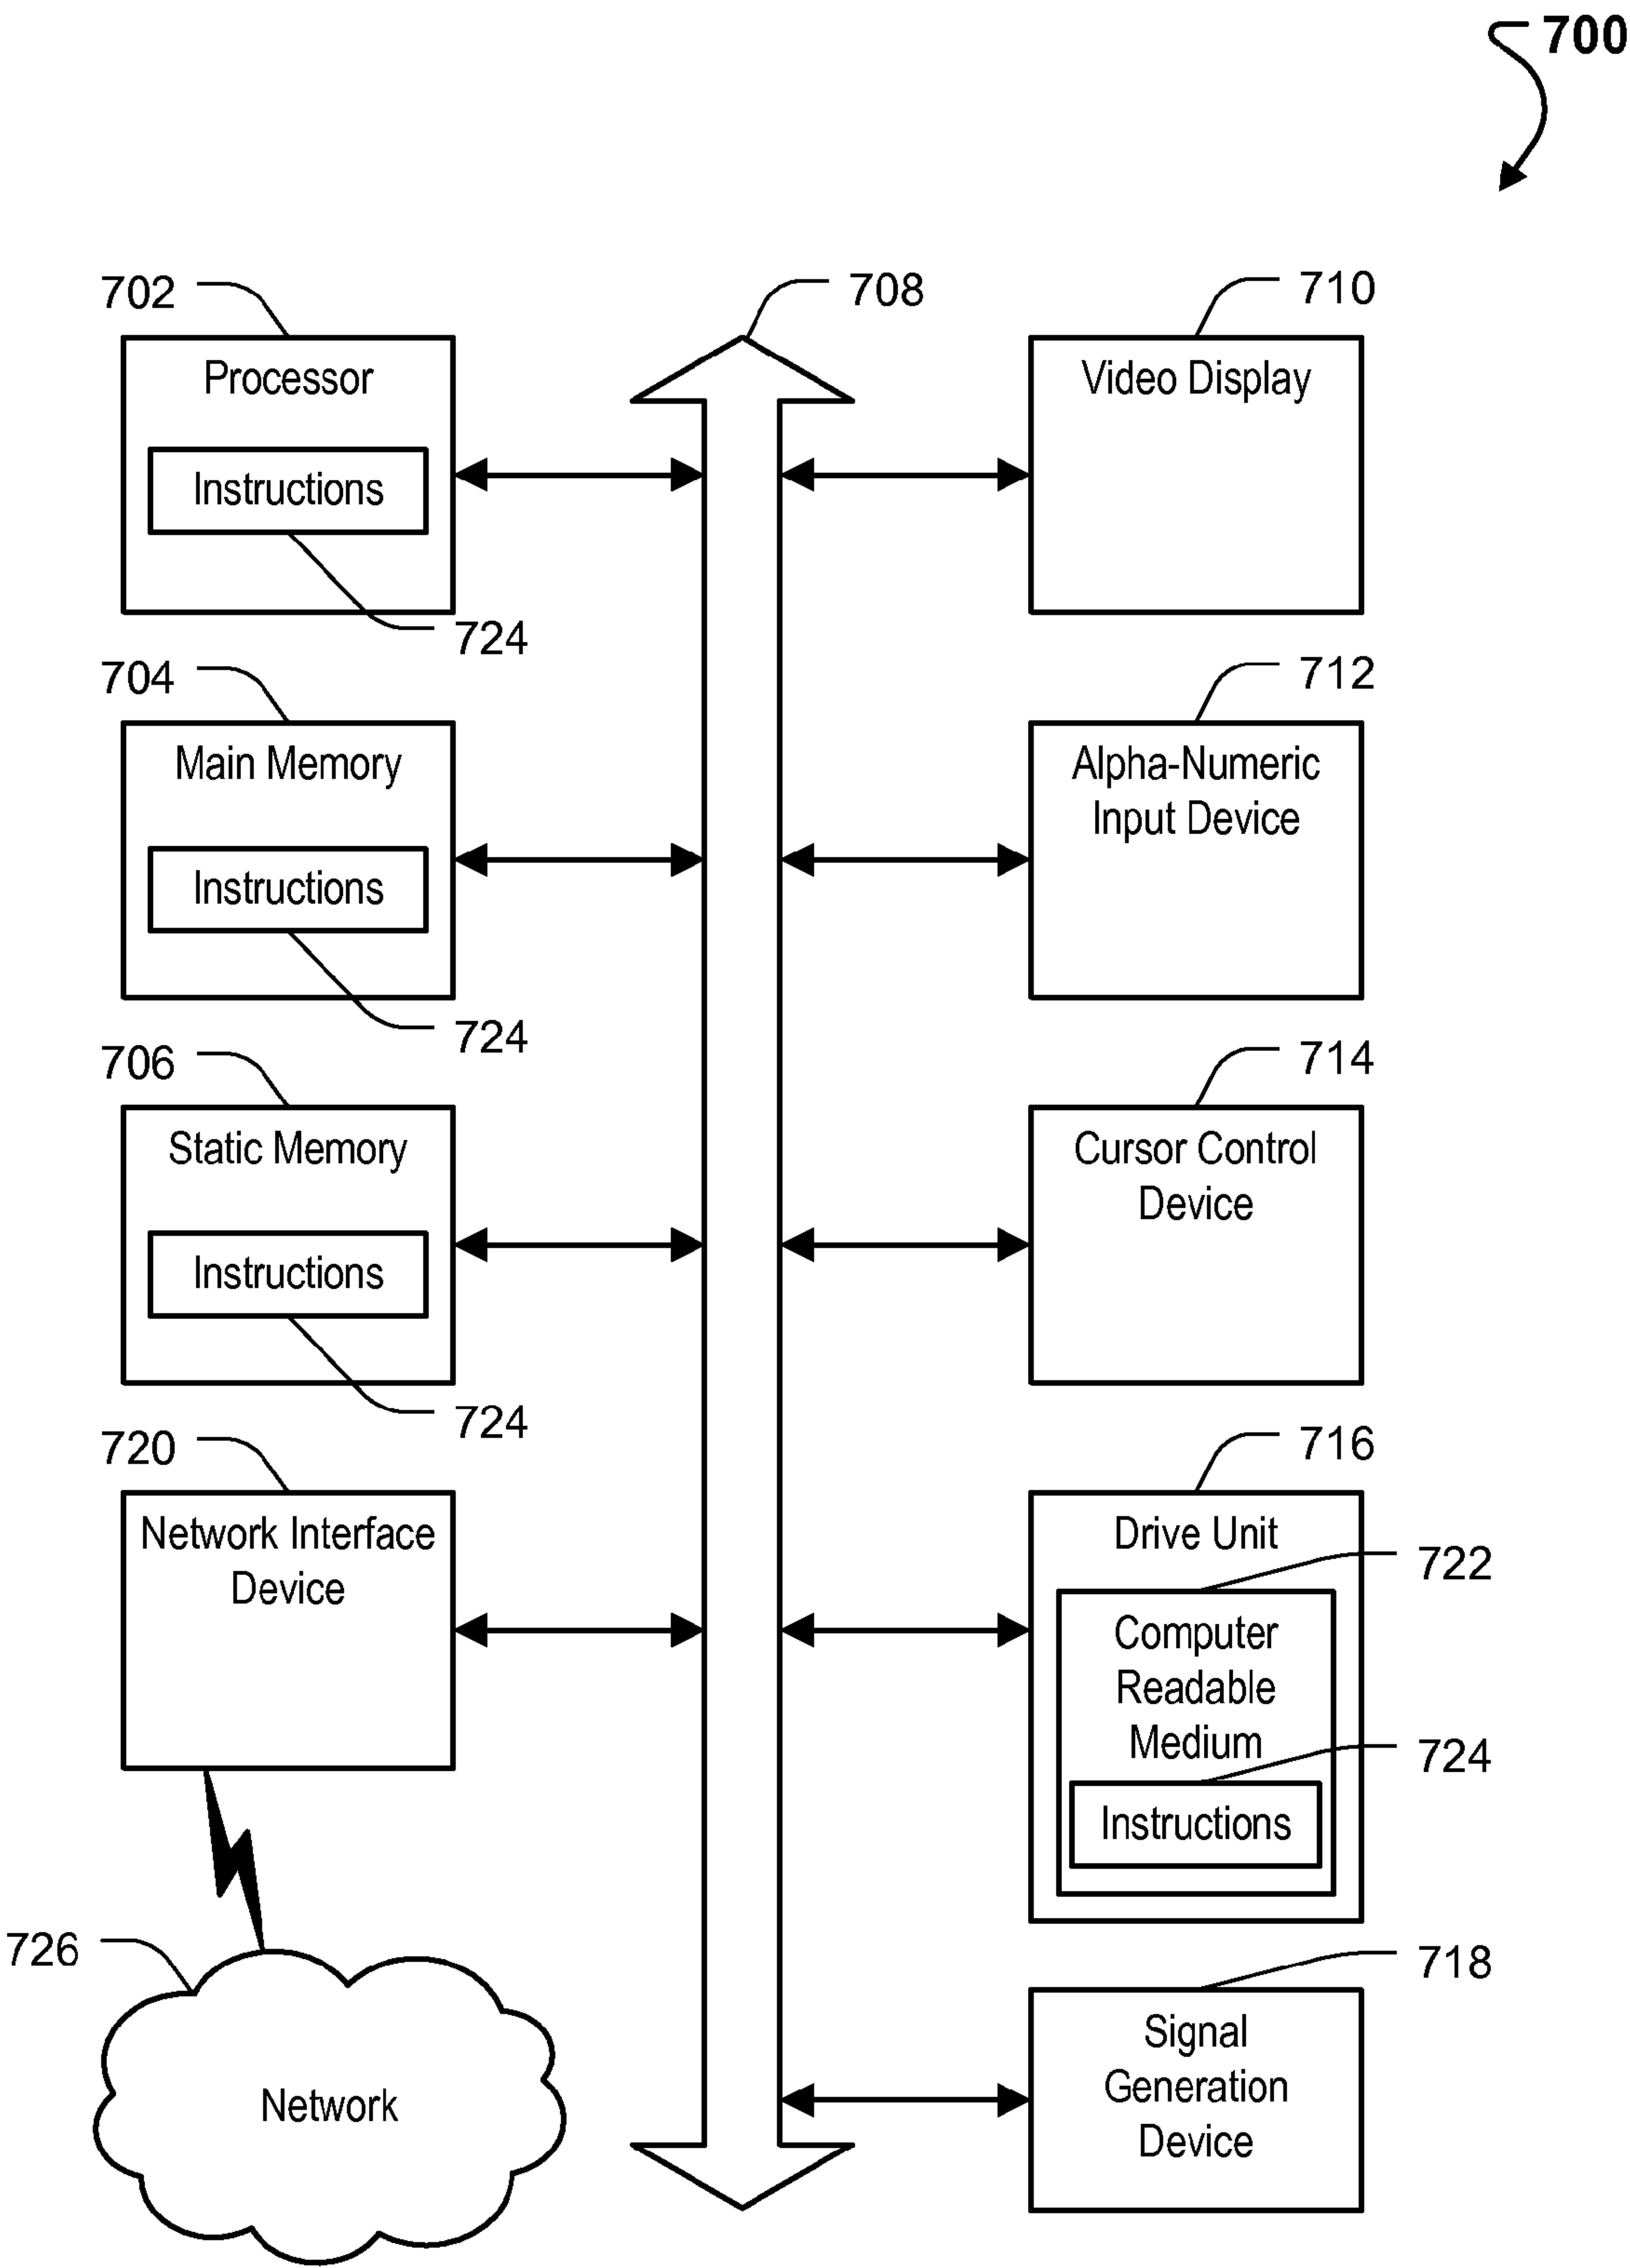 700
702
Processor
Instructions
724
704
Main Memory
Instructions
724
706
Static Memory
Instructions
724
720
Network Interface
Device
726
Network
708
710
Video Display
712
Alpha-Numeric
Input Device
714
Cursor Control
Device
716
Drive Unit
722
Computer
Readable
Medium
724
Instructions
718
Signal
Generation
Device